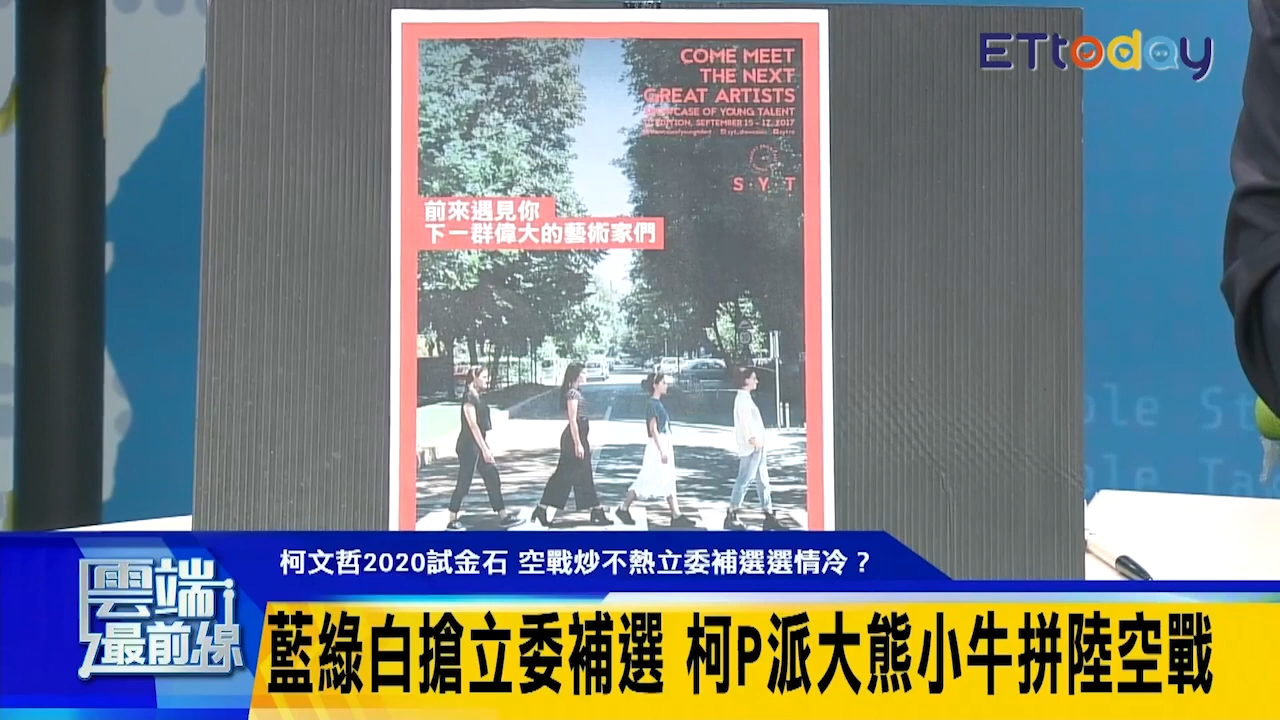 ETtoday
COME MEET
THE NEXT
GREAT ARTISTS
SHOWCASE OF YOUNG TALENT
EDITION, SEPTEMBER 15 - 17, 2017
S Y T
前來遇見你
下一群偉大的藝術家們
柯文哲2020試金石 空戰炒不熱立委補選選情冷？
雲端
最前線
藍綠白搶立委補選 柯P派大熊小牛拼陸空戰